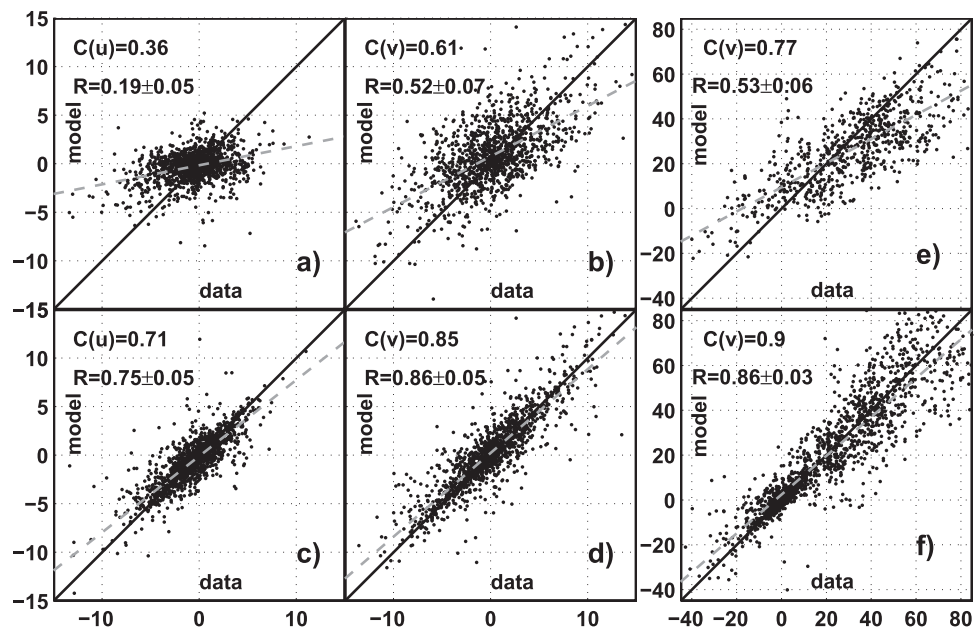 15
10
5
0
−5
−10
−15
C(u)=0.36
R=0.19±0.05
model
data
a)
C(v)=0.61
R=0.52±0.07
b)
data
80
60
40
20
0
−20
−40
C(v)=0.77
R=0.53±0.06
model
data
e)
15
10
5
0
−5
−10
−15
C(u)=0.71
R=0.75±0.05
model
data
c)
−10
0
10
C(v)=0.85
R=0.86±0.05
model
data
d)
−10
0
10
80
60
40
20
0
−20
−40
C(v)=0.9
R=0.86±0.03
model
data
f)
−40
−20
0
20
40
60
80